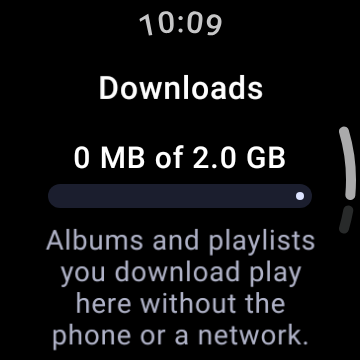 10:09
Downloads
0 MB of 2.0 GB
Albums and playlists
you download play
here without the
phone or a network.